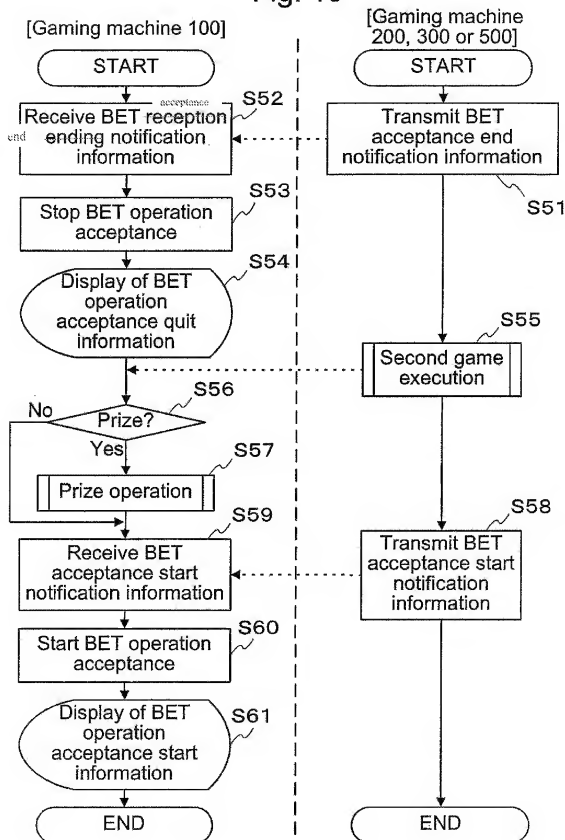 [Gaming machine 100]
START
S52
acceptance
Receive BET reception
end ending notification
information
S53
Stop BET operation
acceptance
S54
Display of BET
operation
acceptance quit
information
S56
No
Prize?
Yes
S57
Prize operation
S59
Receive BET
acceptance start
notification information
S60
Start BET operation
acceptance
S61
Display of BET
operation
acceptance start
information
END
[Gaming machine
200, 300 or 500]
START
Transmit BET
acceptance end
notification information
S51
S55
Second game
execution
S58
Transmit BET
acceptance start
notification
information
END